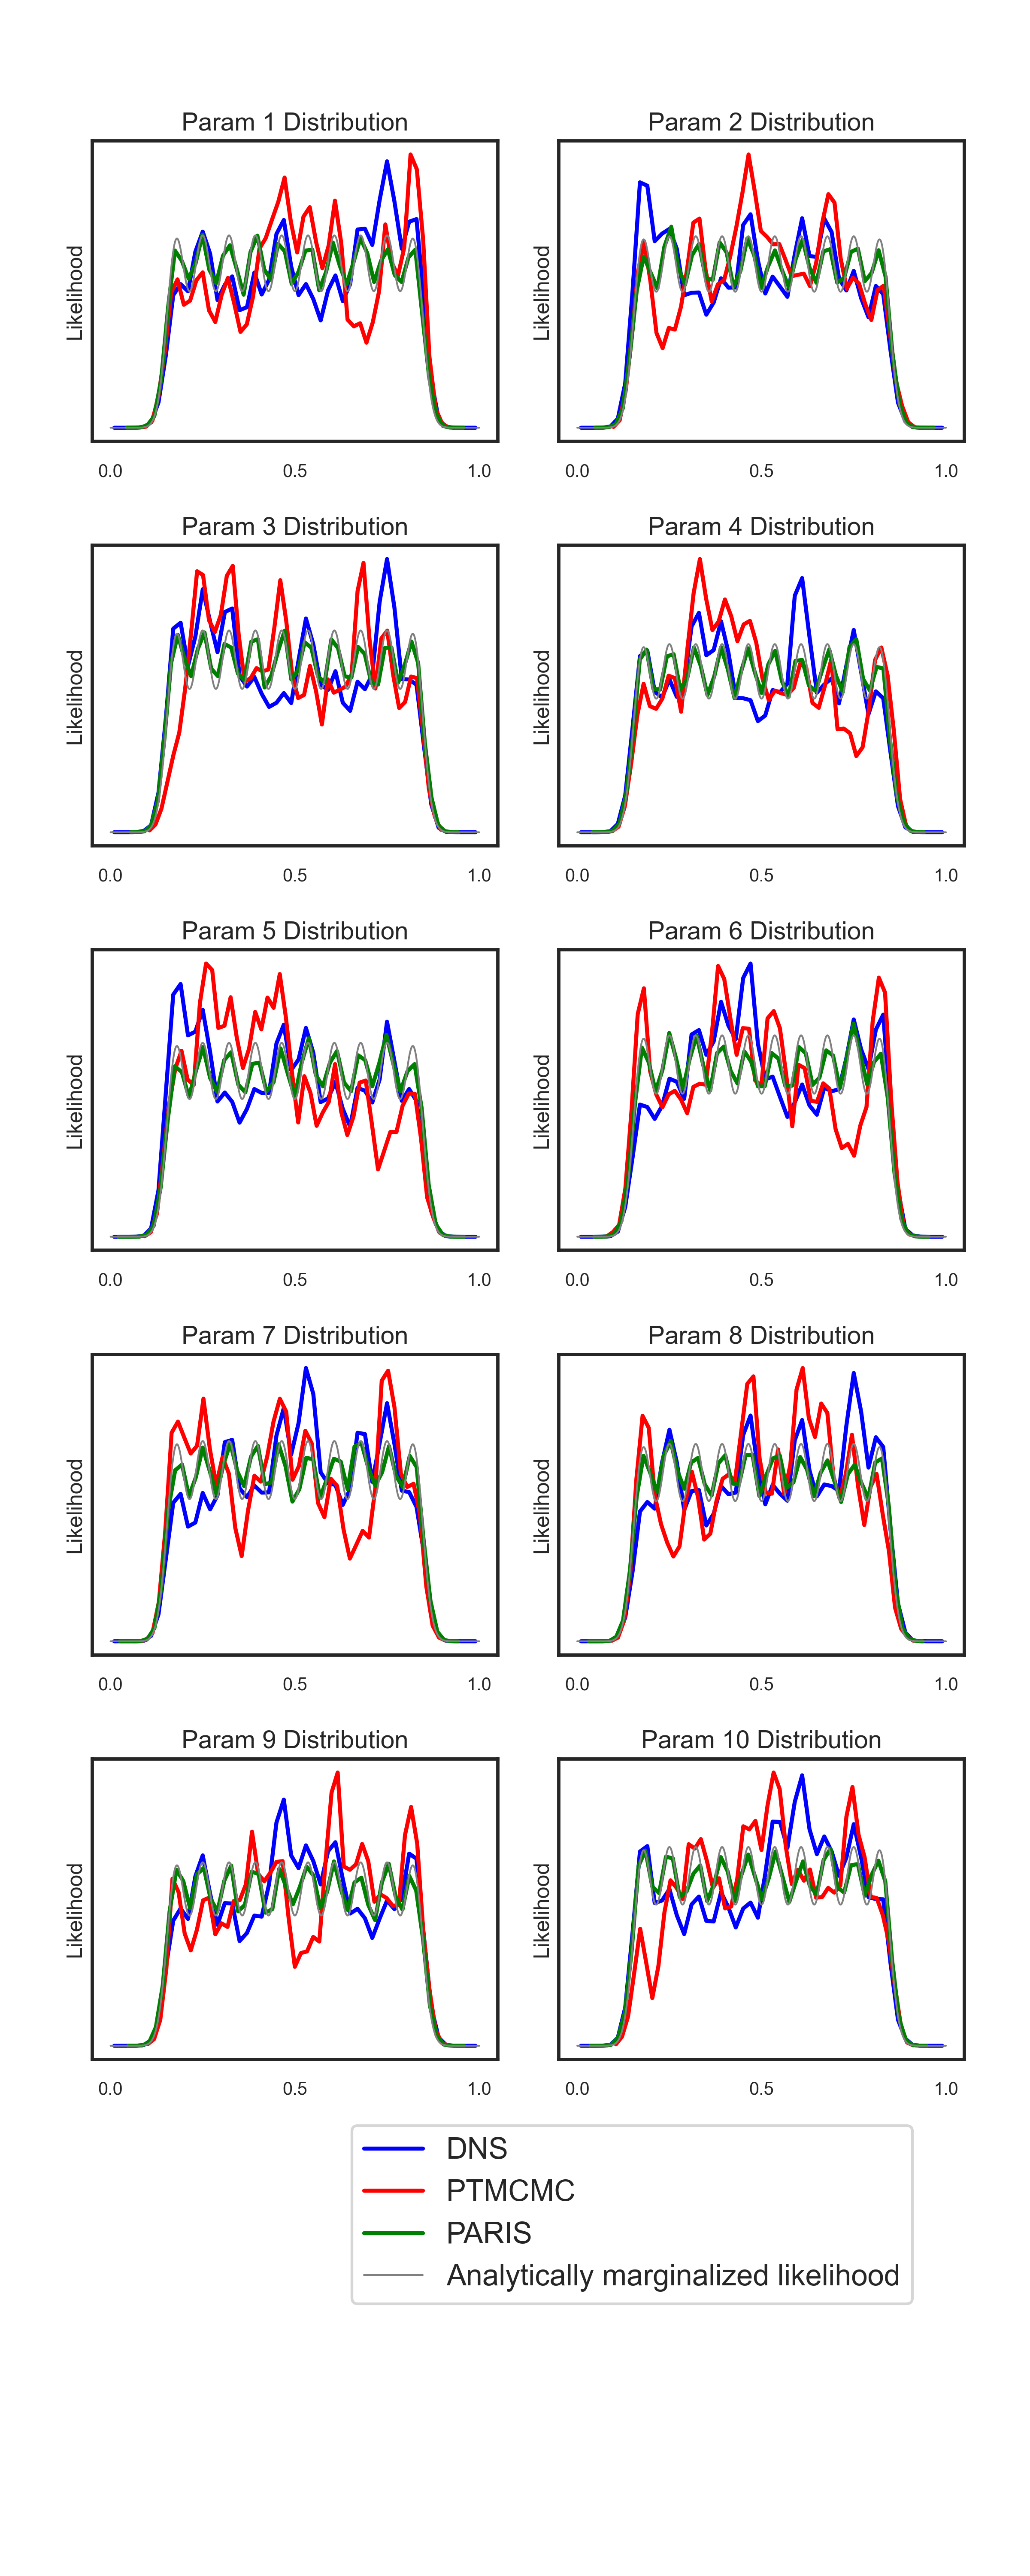 Param 1 Distribution
Param 2 Distribution
Likelihood
Likelihood
0.0 0.5 1.0
0.0 0.5 1.0
Param 3 Distribution
Param 4 Distribution
Likelihood
Likelihood
0.0 0.5 1.0
0.0 0.5 1.0
Param 5 Distribution
Param 6 Distribution
Likelihood
Likelihood
0.0 0.5 1.0
0.0 0.5 1.0
Param 7 Distribution
Param 8 Distribution
Likelihood
Likelihood
0.0 0.5 1.0
0.0 0.5 1.0
Param 9 Distribution
Param 10 Distribution
Likelihood
Likelihood
0.0 0.5 1.0
0.0 0.5 1.0
DNS
PTMCMC
PARIS
Analytically marginalized likelihood